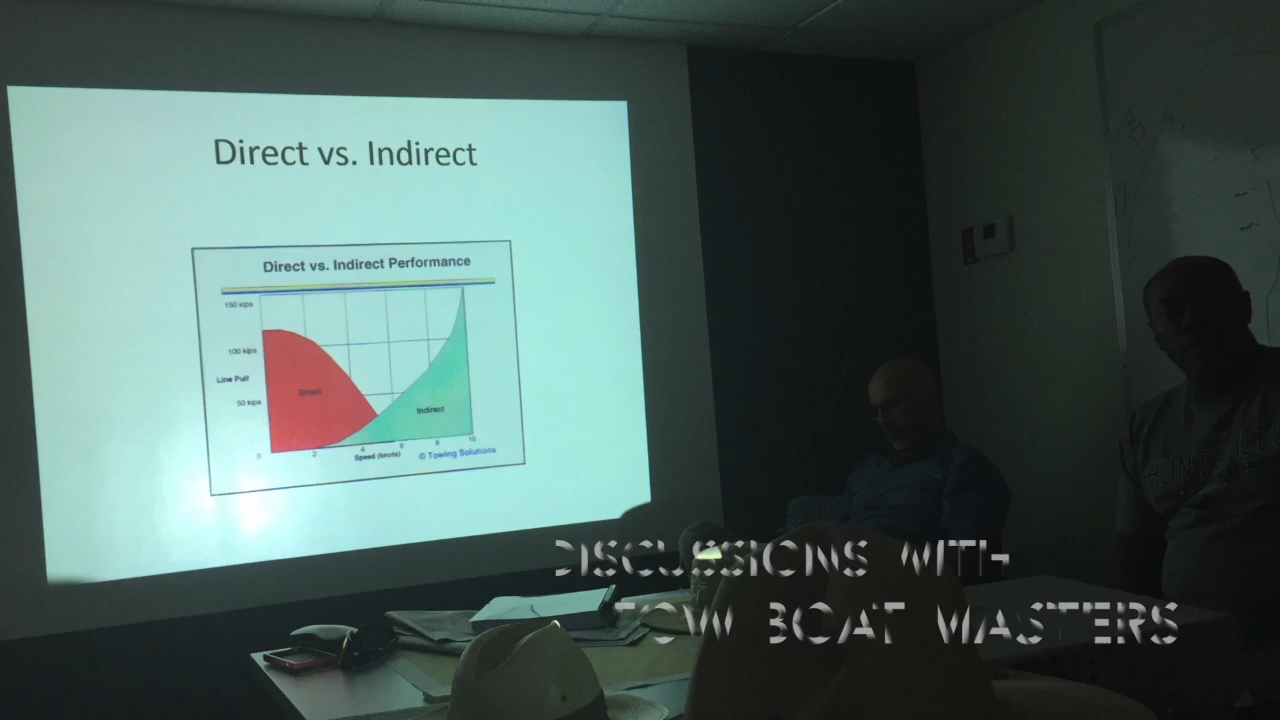 Direct vs. Indirect
Direct vs. Indirect Performance
150 kips
100 kips
Line Pull
50 kips
Direct
Indirect
0 2 4 6 8 10
Speed (knots)
© Towing Solutions
DISCUSSIONS WITH
TOW BOAT MASTERS